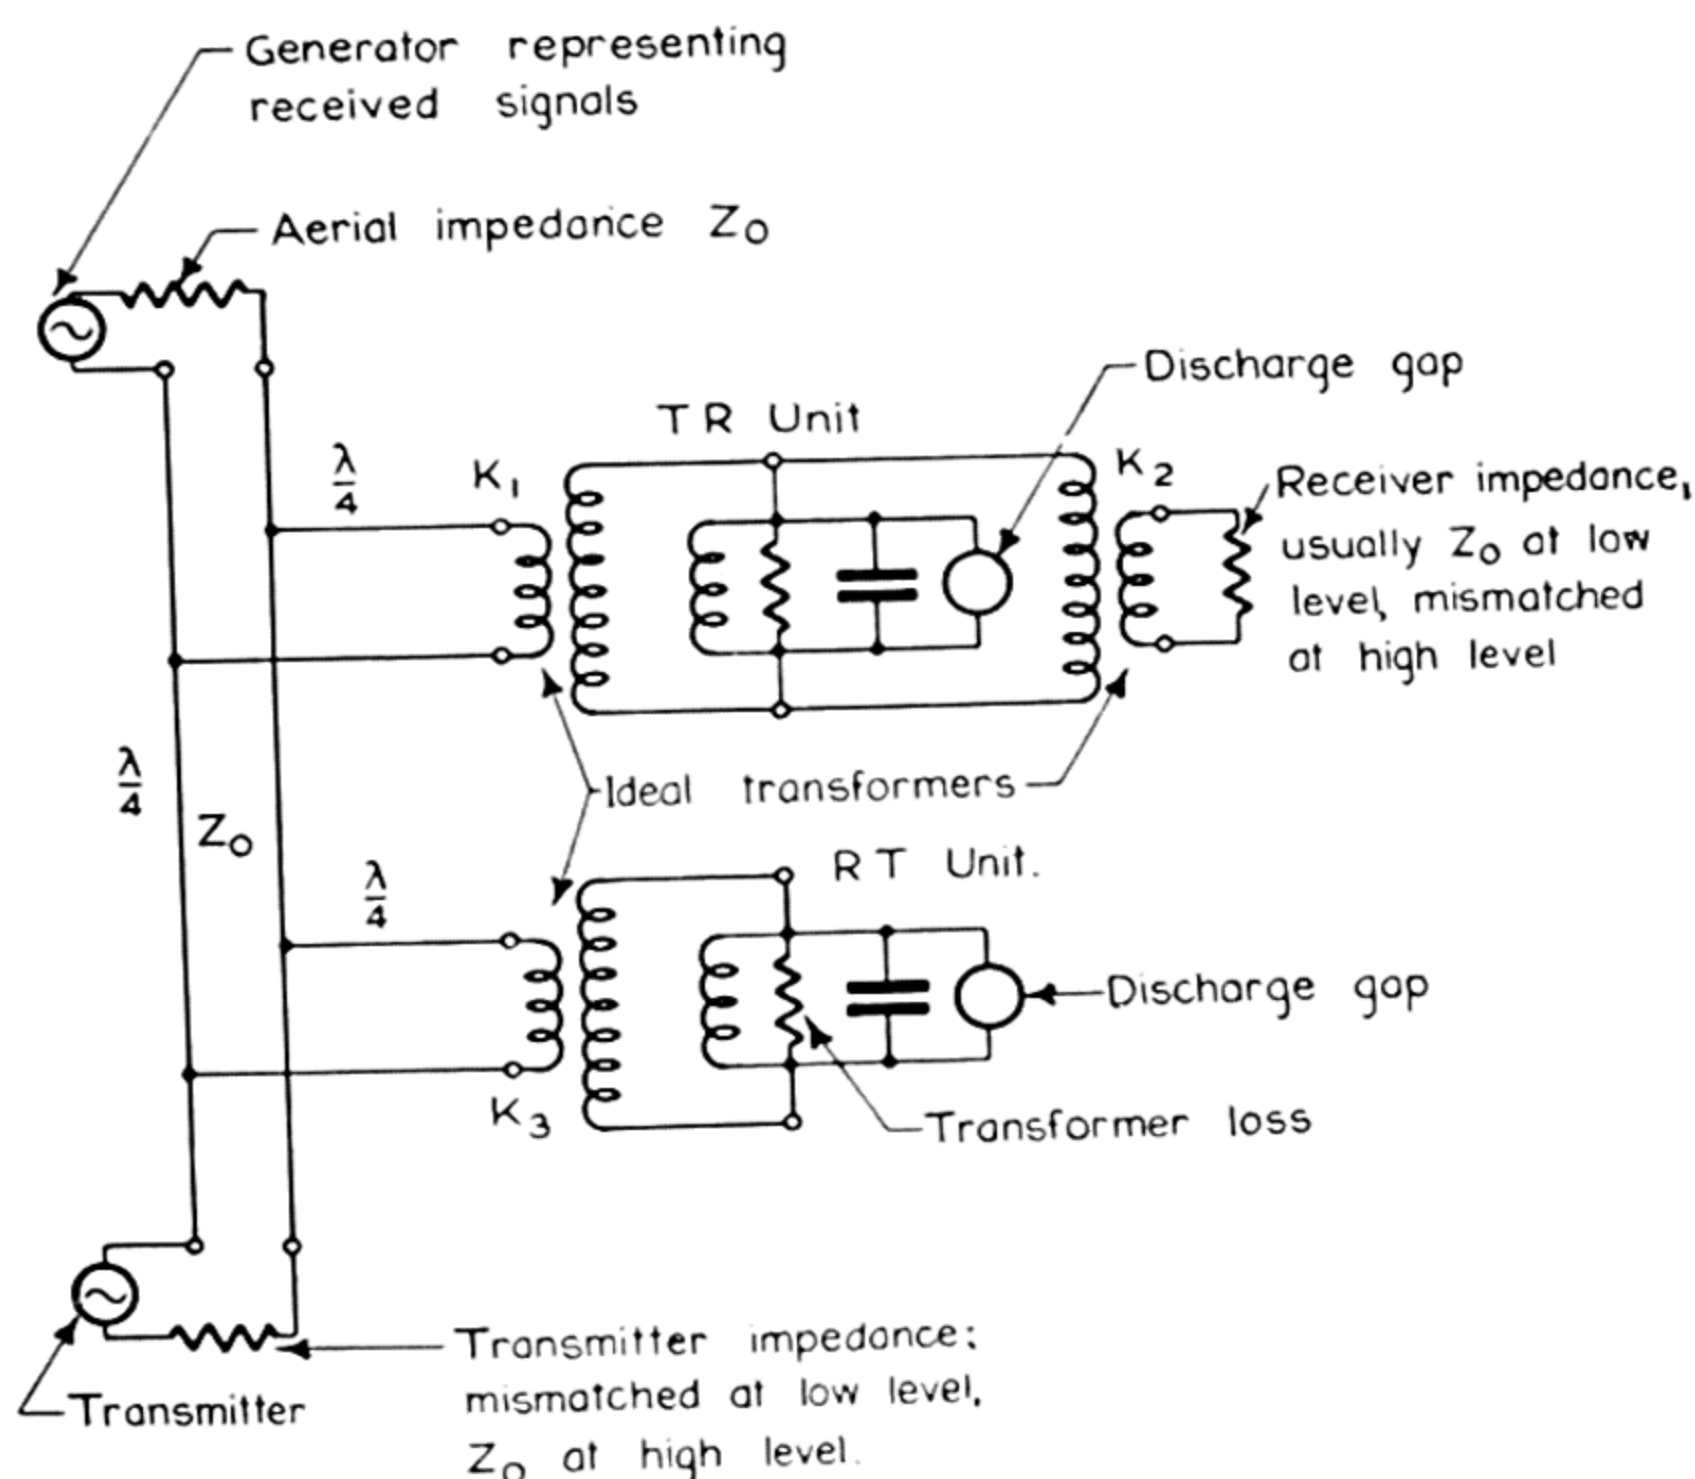 Generator representing
received signals
Aerial impedance Z₀
Discharge gap
TR Unit
λ/4
K₁
K₂
Receiver impedance,
usually Z₀ at low
level, mismatched
at high level
λ/4
Ideal transformers
Z₀
RT Unit.
λ/4
Discharge gap
K₃
Transformer loss
Transmitter impedance:
mismatched at low level,
Z₀ at high level.
Transmitter